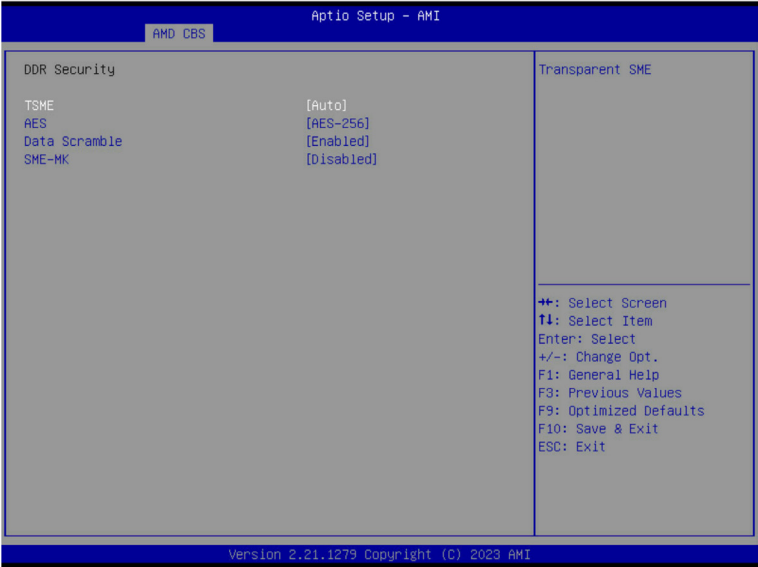 Aptio Setup – AMI
AMD CBS
DDR Security
TSME [Auto]
AES [AES-256]
Data Scramble [Enabled]
SME-MK [Disabled]
Transparent SME
→←: Select Screen
↑↓: Select Item
Enter: Select
+/-: Change Opt.
F1: General Help
F3: Previous Values
F9: Optimized Defaults
F10: Save & Exit
ESC: Exit
Version 2.21.1279 Copyright (C) 2023 AMI